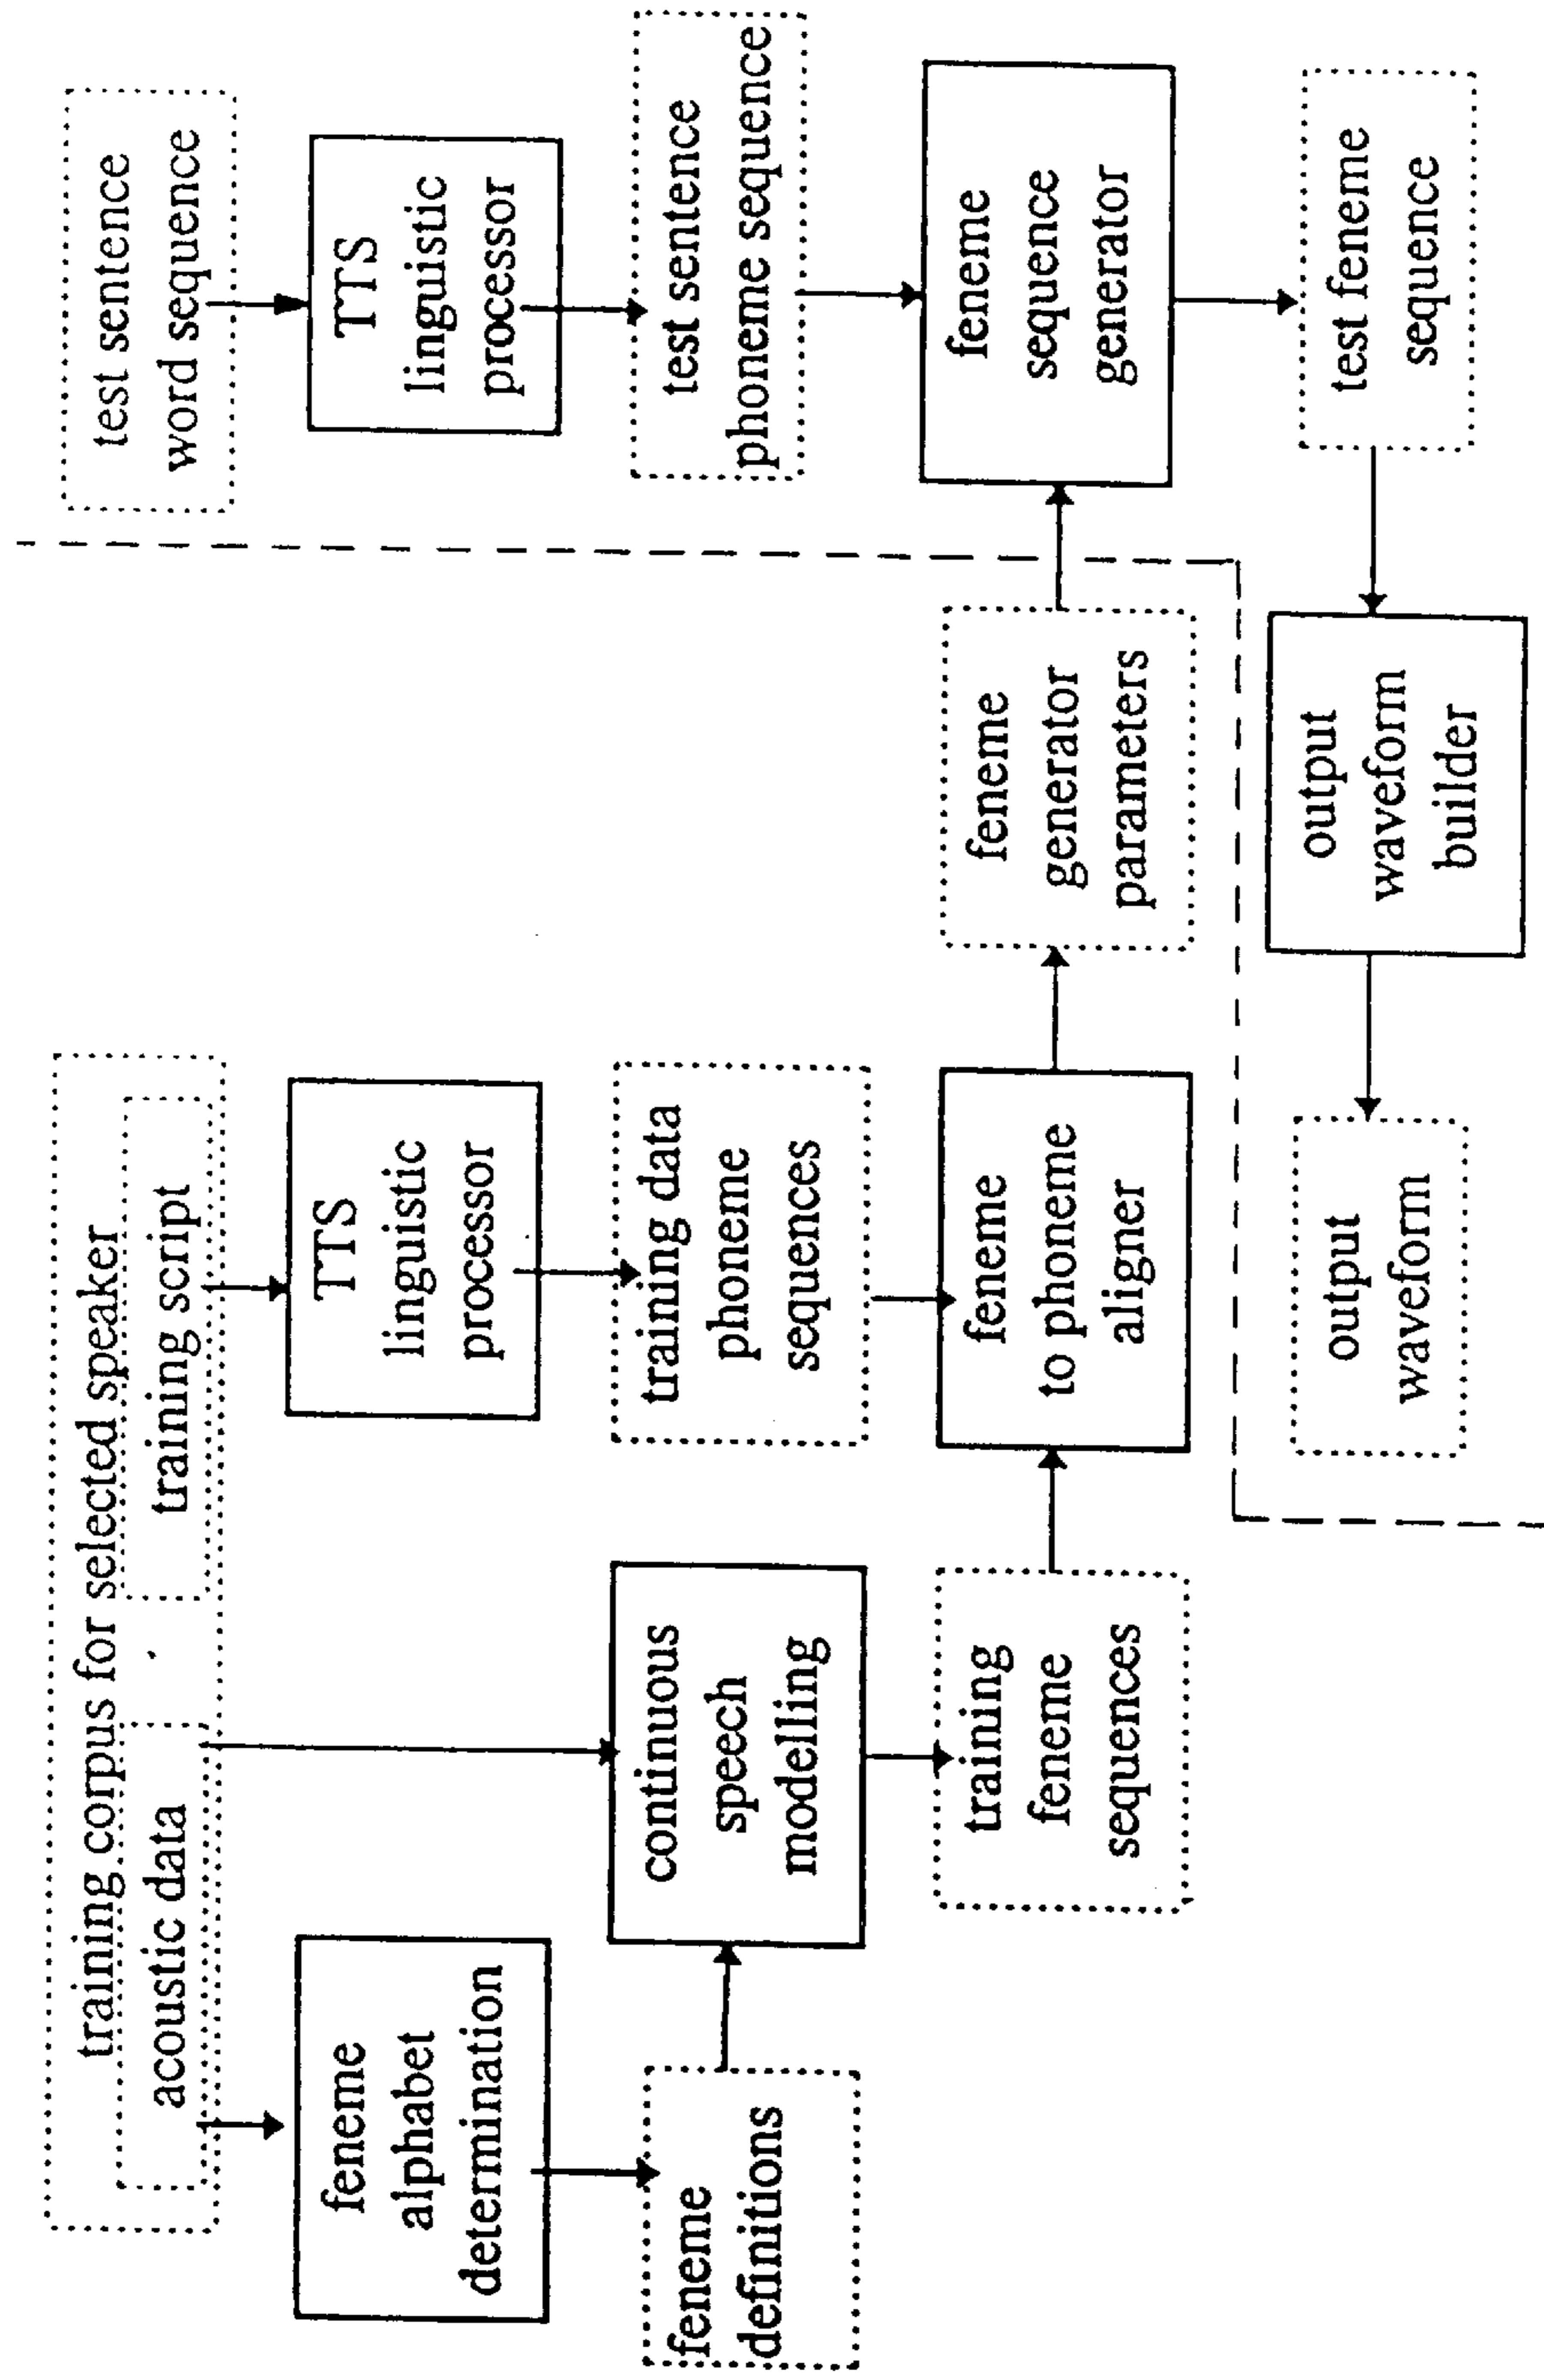 training corpus for selected speaker
acoustic data
training script
feneme
alphabet
determination
TTS
linguistic
processor
feneme
definitions
continuous
speech
modelling
training data
phoneme
sequences
training
feneme
sequences
feneme
to phoneme
aligner
feneme
generator
parameters
test sentence
word sequence
TTS
linguistic
processor
test sentence
phoneme sequence
feneme
sequence
generator
test feneme
sequence
output
waveform
builder
output
waveform